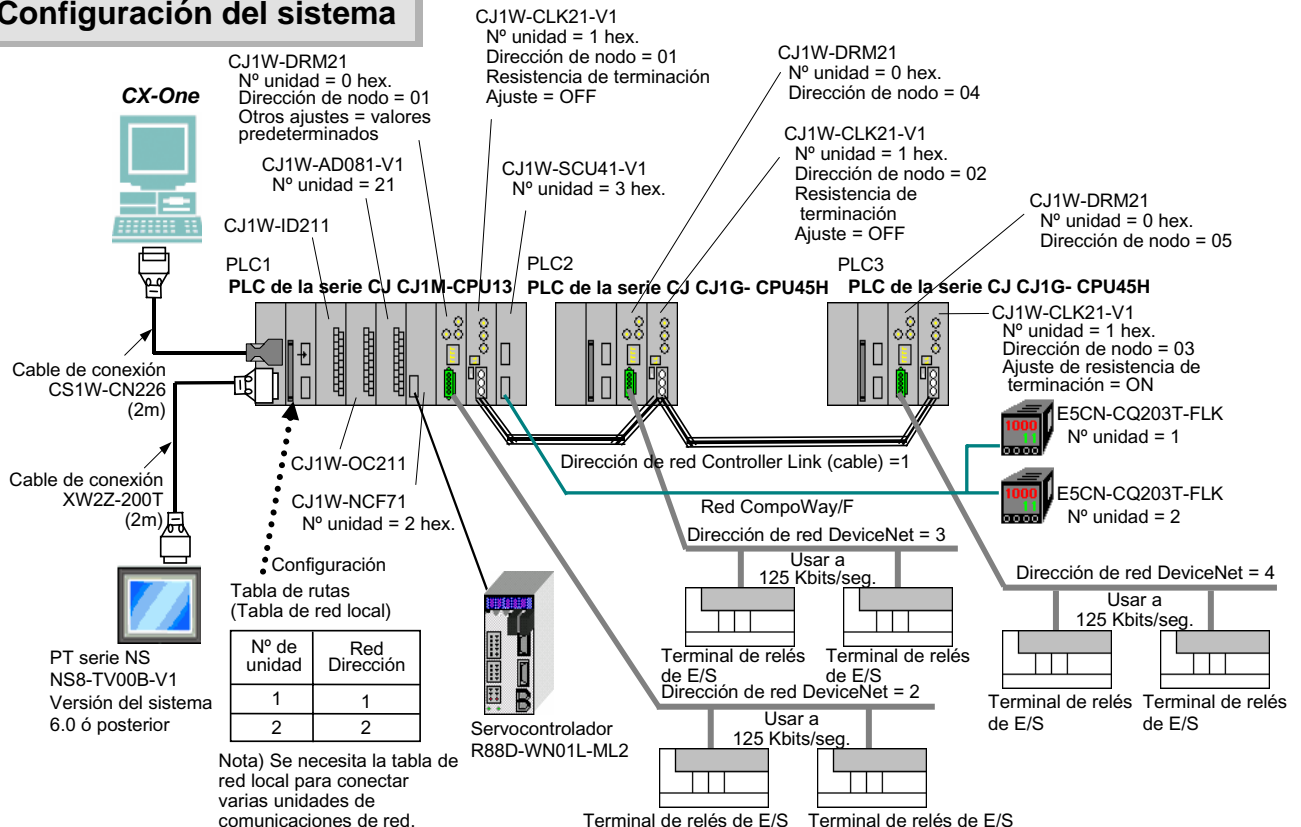 Configuración del sistema
CX-One
CJ1W-DRM21
Nº unidad = 0 hex.
Dirección de nodo = 01
Otros ajustes = valores
predeterminados
CJ1W-AD081-V1
Nº unidad = 21
CJ1W-ID211
CJ1W-CLK21-V1
Nº unidad = 1 hex.
Dirección de nodo = 01
Resistencia de terminación
Ajuste = OFF
CJ1W-SCU41-V1
Nº unidad = 3 hex.
CJ1W-DRM21
Nº unidad = 0 hex.
Dirección de nodo = 04
CJ1W-CLK21-V1
Nº unidad = 1 hex.
Dirección de nodo = 02
Resistencia de
terminación
Ajuste = OFF
CJ1W-DRM21
Nº unidad = 0 hex.
Dirección de nodo = 05
PLC1
PLC de la serie CJ CJ1M-CPU13
PLC2
PLC de la serie CJ CJ1G- CPU45H
PLC3
PLC de la serie CJ CJ1G- CPU45H
CJ1W-CLK21-V1
Nº unidad = 1 hex.
Dirección de nodo = 03
Ajuste de resistencia de
terminación = ON
Cable de conexión
CS1W-CN226
(2m)
Cable de conexión
XW2Z-200T
(2m)
CJ1W-OC211
CJ1W-NCF71
Nº unidad = 2 hex.
Dirección de red Controller Link (cable) =1
Red CompoWay/F
1000
11
E5CN-CQ203T-FLK
Nº unidad = 1
1000
11
E5CN-CQ203T-FLK
Nº unidad = 2
Dirección de red DeviceNet = 3
Usar a
125 Kbits/seg.
Terminal de relés
de E/S
Terminal de relés
de E/S
Dirección de red DeviceNet = 4
Usar a
125 Kbits/seg.
Terminal de relés
de E/S
Terminal de relés
de E/S
Dirección de red DeviceNet = 2
Usar a
125 Kbits/seg.
Terminal de relés de E/S
Terminal de relés de E/S
Configuración
Tabla de rutas
(Tabla de red local)
Nº de
unidad
Red
Dirección
1 1
2 2
Nota) Se necesita la tabla de
red local para conectar
varias unidades de
comunicaciones de red.
PT serie NS
NS8-TV00B-V1
Versión del sistema
6.0 ó posterior
Servocontrolador
R88D-WN01L-ML2